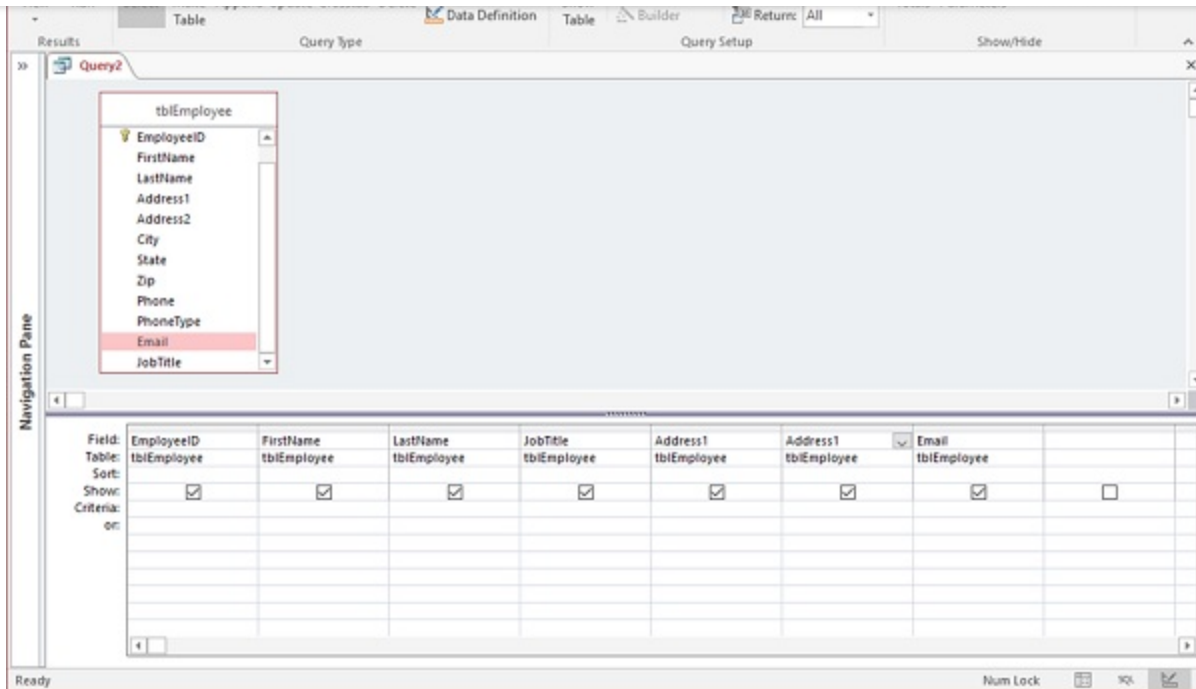 Table
Data Definition
Table
Builder
Return: All
Results
Query Type
Query Setup
Show/Hide
Query2
tblEmployee
EmployeeID
FirstName
LastName
Address1
Address2
City
State
Zip
Phone
PhoneType
Email
JobTitle
Navigation Pane
Field: EmployeeID FirstName LastName JobTitle Address1 Address1 Email
Table: tblEmployee tblEmployee tblEmployee tblEmployee tblEmployee tblEmployee tblEmployee
Sort:
Show:
Criteria:
or:
Ready
Num Lock
SQL